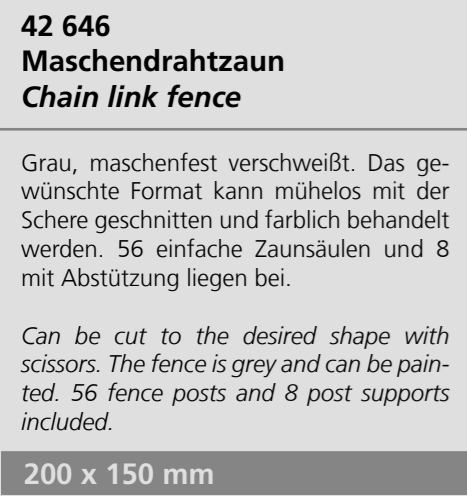 42 646
Maschendrahtzaun
Chain link fence
Grau, maschenfest verschweißt. Das ge-
wünschte Format kann mühelos mit der
Schere geschnitten und farblich behandelt
werden. 56 einfache Zaunsäulen und 8
mit Abstützung liegen bei.
Can be cut to the desired shape with
scissors. The fence is grey and can be pain-
ted. 56 fence posts and 8 post supports
included.
200 x 150 mm